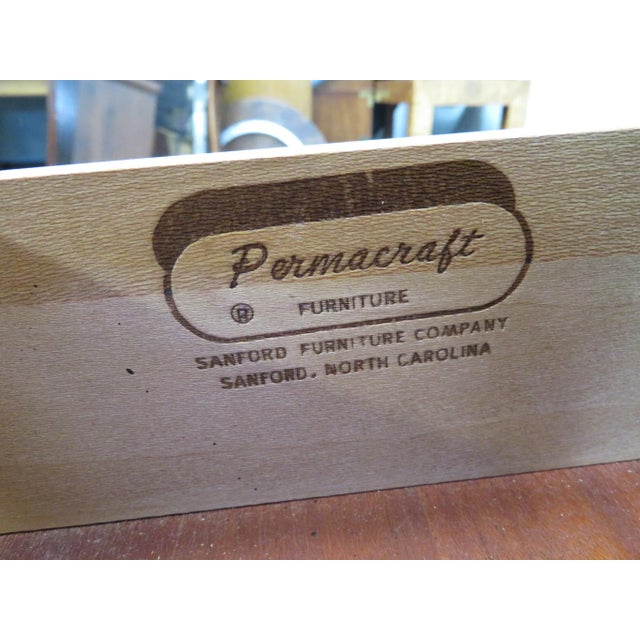 Permacraft
® FURNITURE
SANFORD FURNITURE COMPANY
SANFORD, NORTH CAROLINA